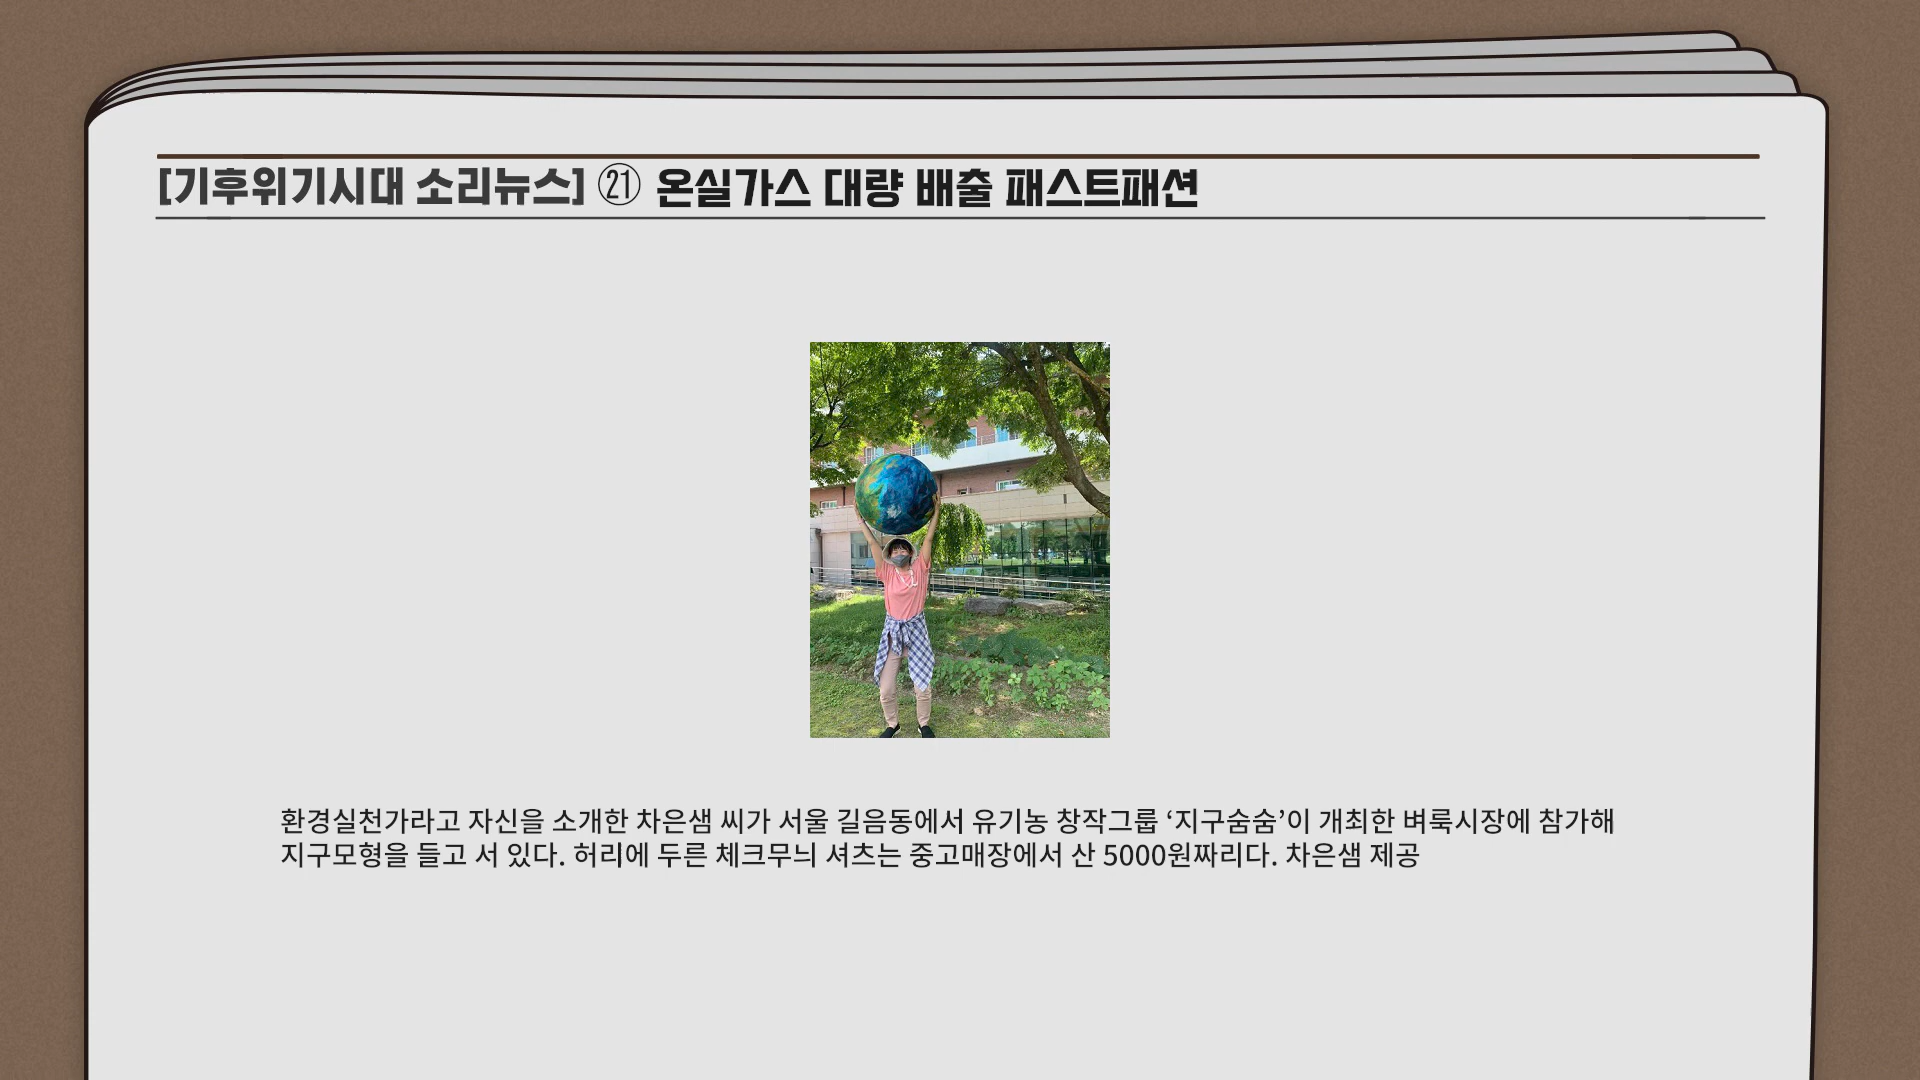 [기후위기시대 소리뉴스] ㉑ 온실가스 대량 배출 패스트패션
환경실천가라고 자신을 소개한 차은샘 씨가 서울 길음동에서 유기농 창작그룹 ‘지구숨숨’이 개최한 벼룩시장에 참가해
지구모형을 들고 서 있다. 허리에 두른 체크무늬 셔츠는 중고매장에서 산 5000원짜리다. 차은샘 제공